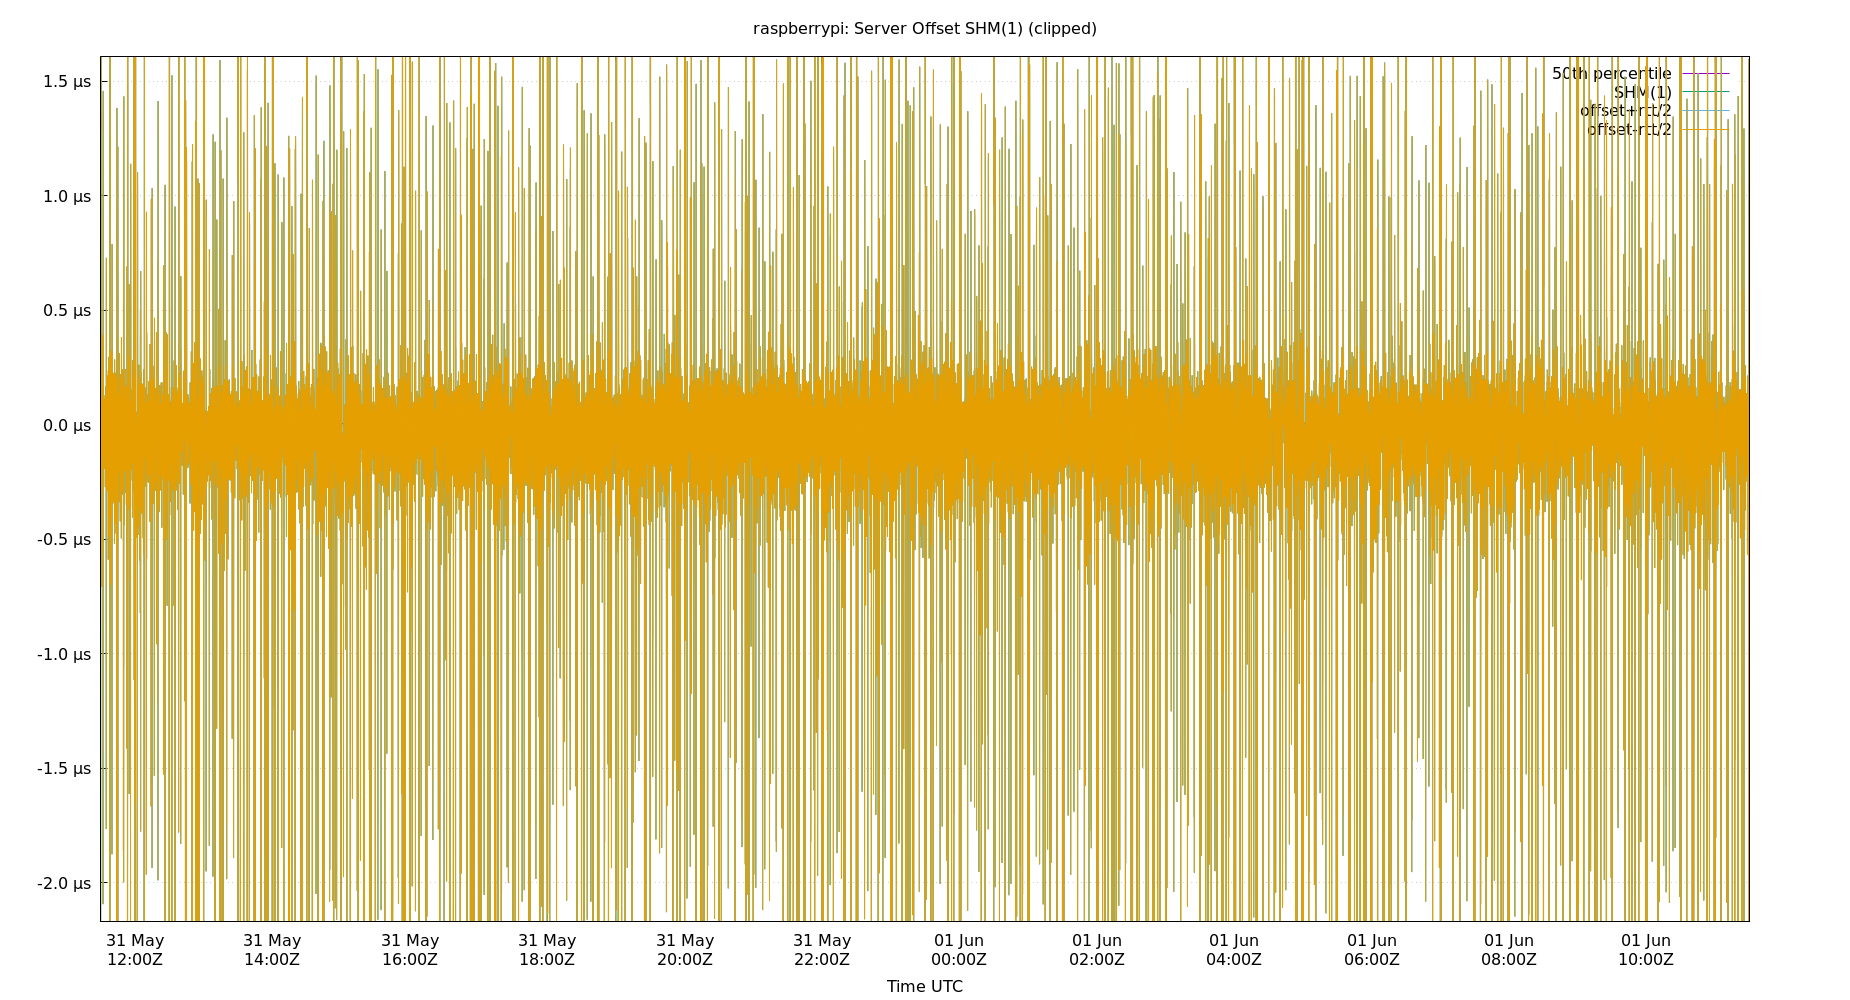 raspberrypi: Server Offset SHM(1) (clipped)
1.5 µs
1.0 µs
0.5 µs
0.0 µs
-0.5 µs
-1.0 µs
-1.5 µs
-2.0 µs
50th percentile
SHM(1)
offset+rtt/2
offset-rtt/2
31 May 31 May 31 May 31 May 31 May 31 May 01 Jun 01 Jun 01 Jun 01 Jun 01 Jun 01 Jun
12:00Z 14:00Z 16:00Z 18:00Z 20:00Z 22:00Z 00:00Z 02:00Z 04:00Z 06:00Z 08:00Z 10:00Z
Time UTC